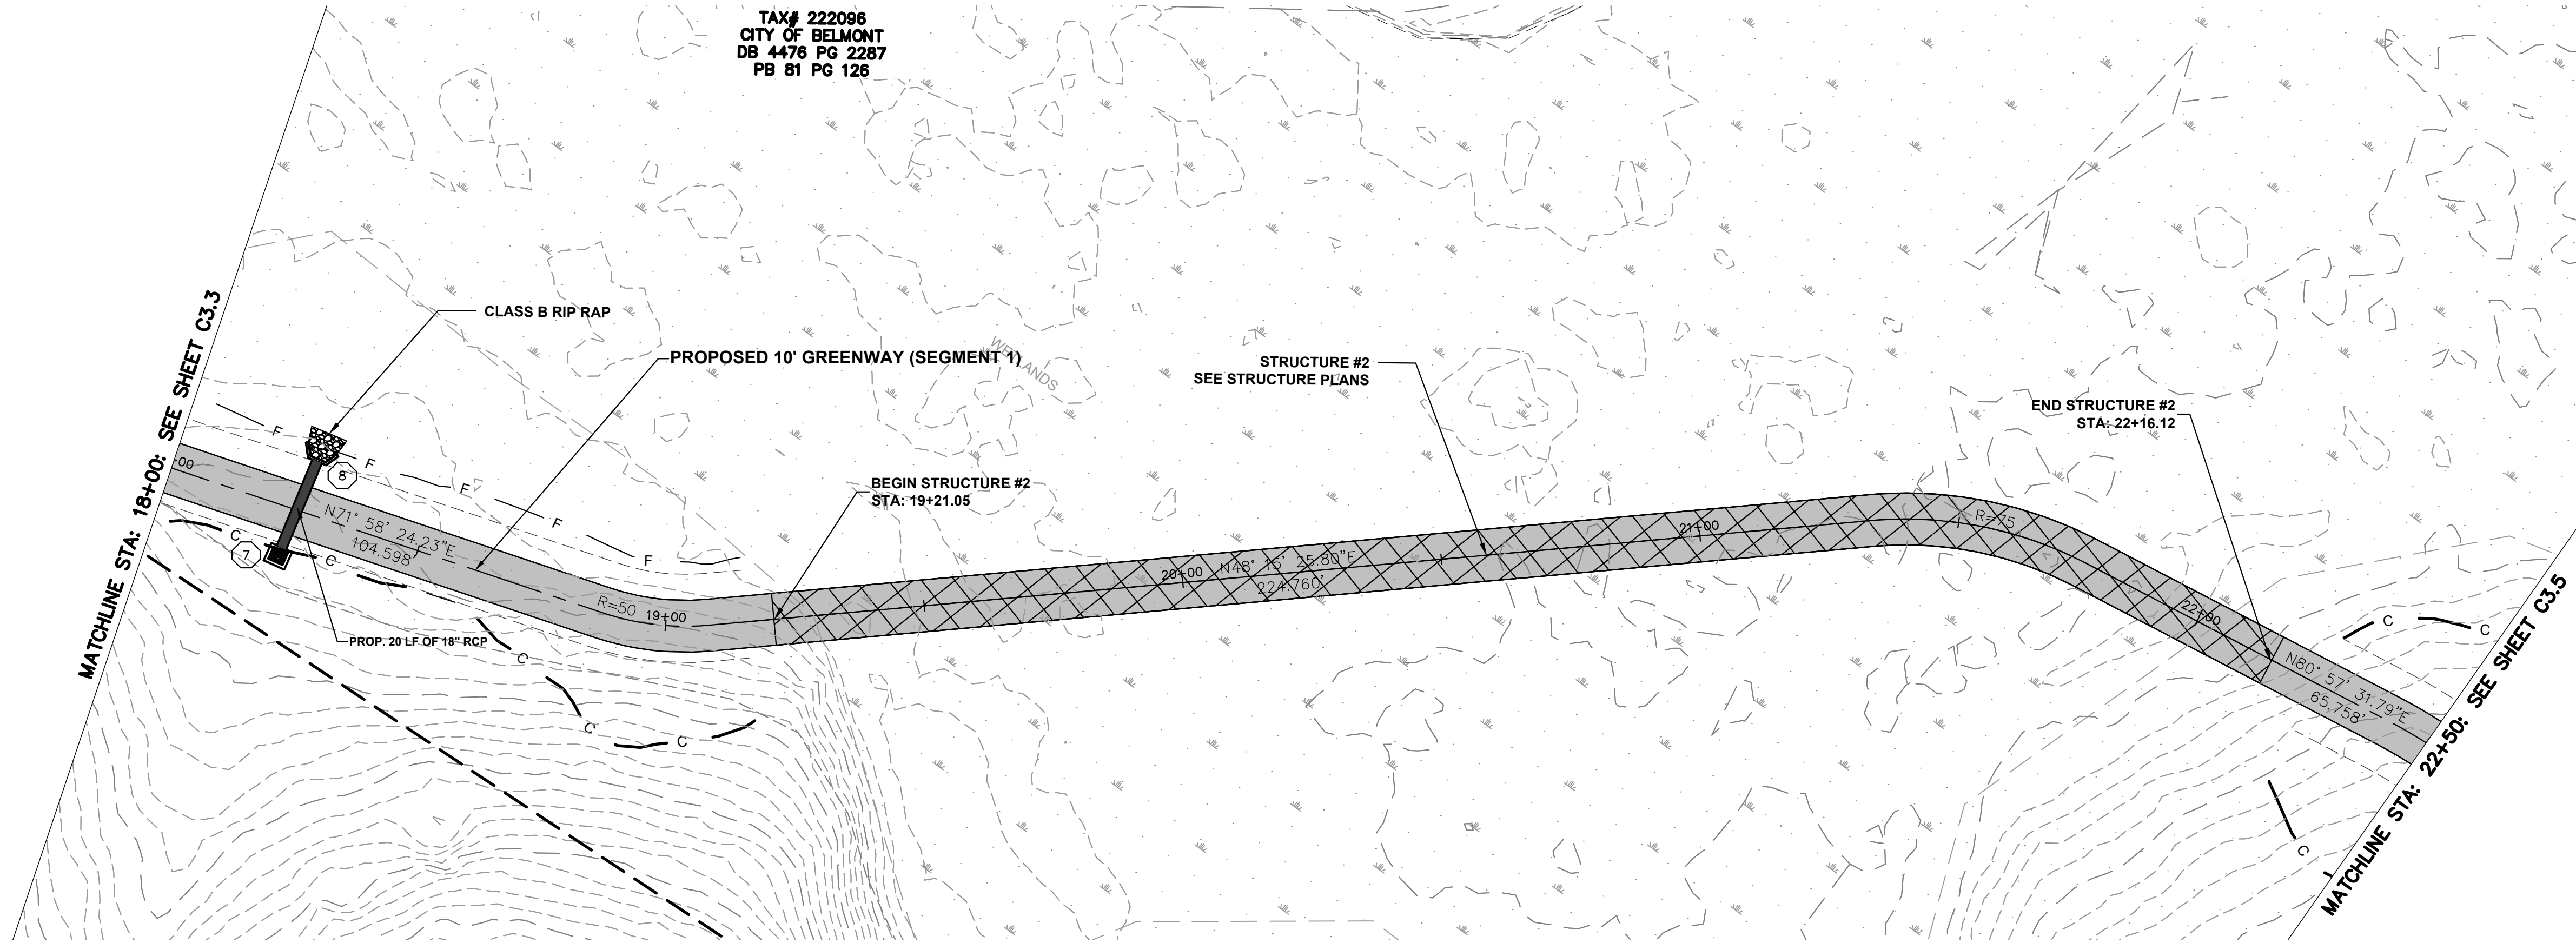 TAX# 222096
CITY OF BELMONT
DB 4476 PG 2287
PB 81 PG 126
MATCHLINE STA: 18+00: SEE SHEET C3.3
CLASS B RIP RAP
PROPOSED 10' GREENWAY (SEGMENT 1)
WETLANDS
STRUCTURE #2
SEE STRUCTURE PLANS
END STRUCTURE #2
STA: 22+16.12
BEGIN STRUCTURE #2
STA: 19+21.05
F
F
F
F
F
+00
8
7
N71° 58' 24.23"E
104.598'
C
C
PROP. 20 LF OF 18" RCP
R=50
19+00
20+00
N48° 15' 25.80"E
224.760'
21+00
R=75
22+00
N80° 57' 31.79"E
65.758'
C
C
C
C
C
C
MATCHLINE STA: 22+50: SEE SHEET C3.5